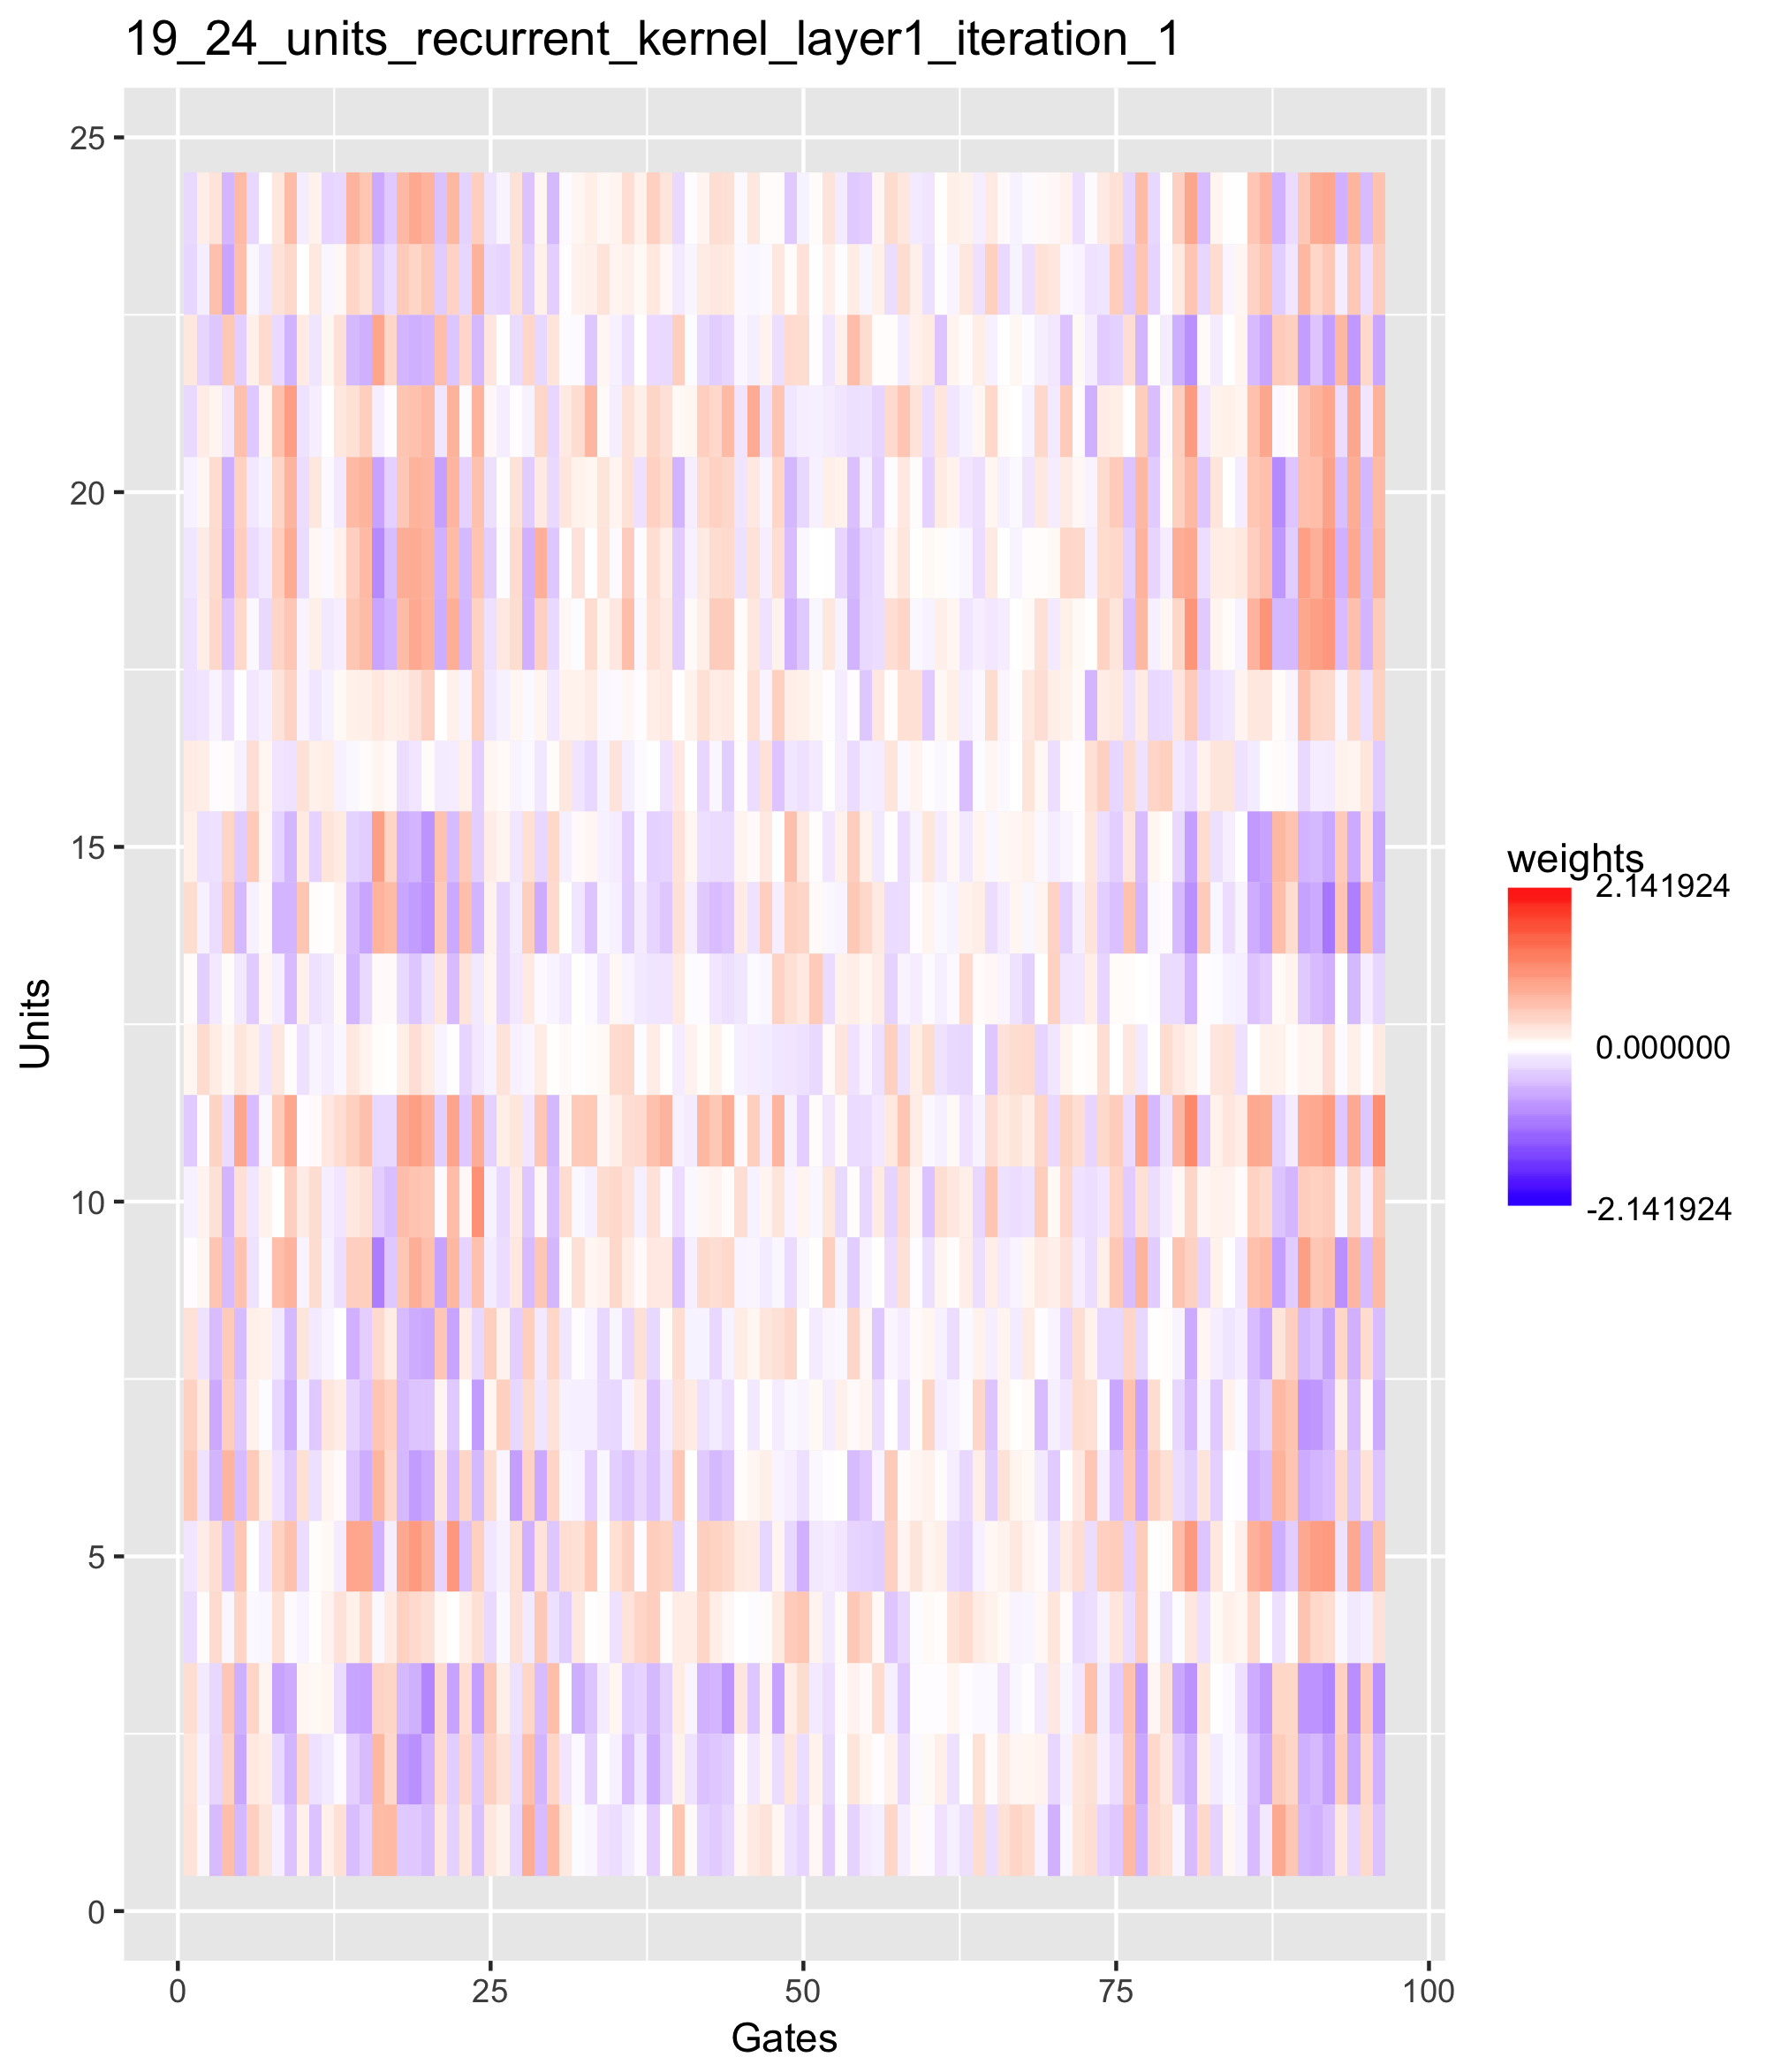 19_24_units_recurrent_kernel_layer1_iteration_1
25
20
15
10
5
0
Units
0 25 50 75 100
Gates
weights
2.141924
0.000000
-2.141924